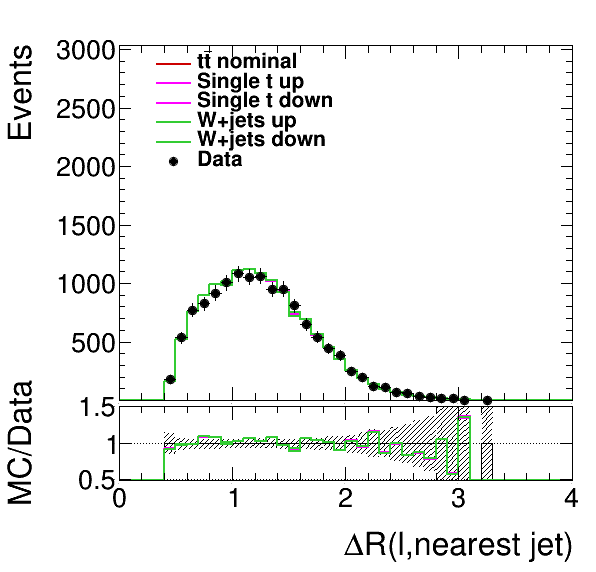 Events
3000
2500
2000
1500
1000
500
tt̄ nominal
Single t up
Single t down
W+jets up
W+jets down
Data
MC/Data
1.5
1
0.5
0 1 2 3 4
ΔR(l,nearest jet)